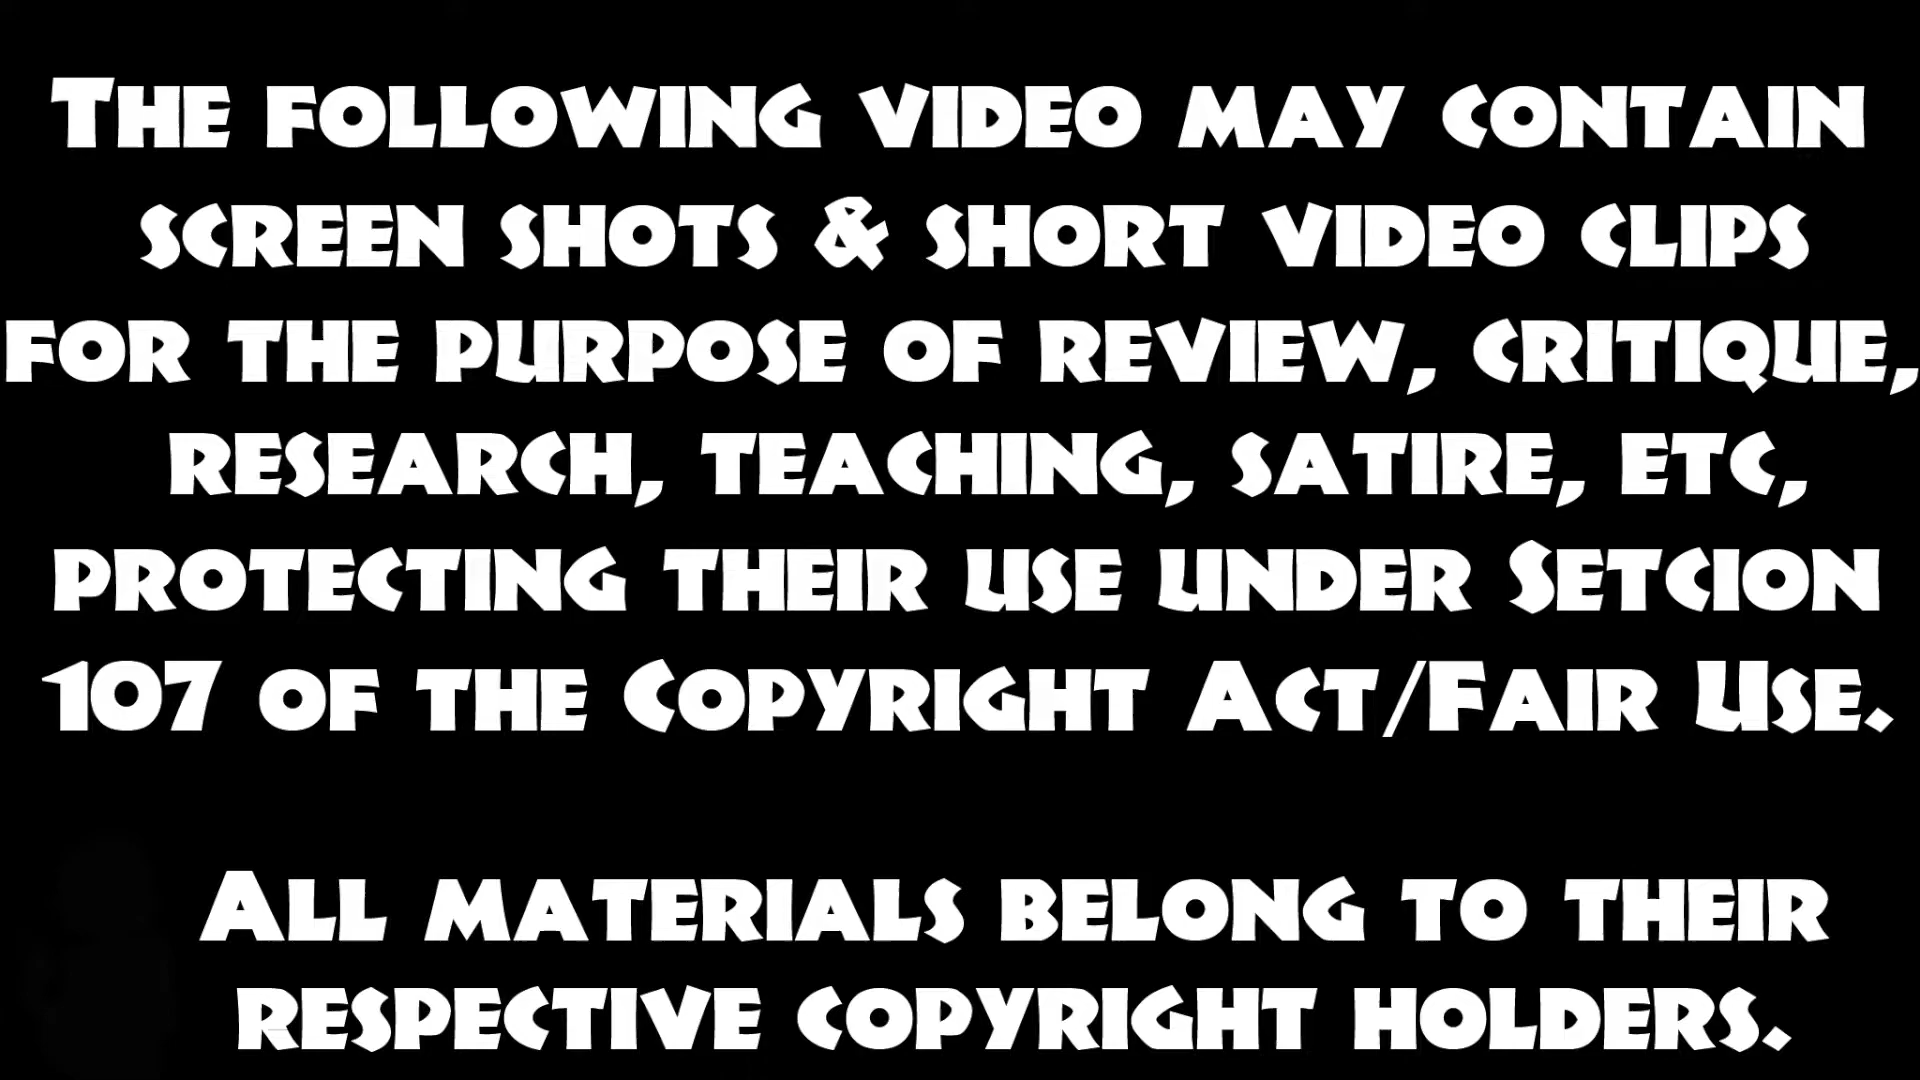 The following video may contain
screen shots & short video clips
for the purpose of review, critique,
research, teaching, satire, etc,
protecting their use under Setcion
107 of the Copyright Act/Fair Use.
All materials belong to their
respective copyright holders.